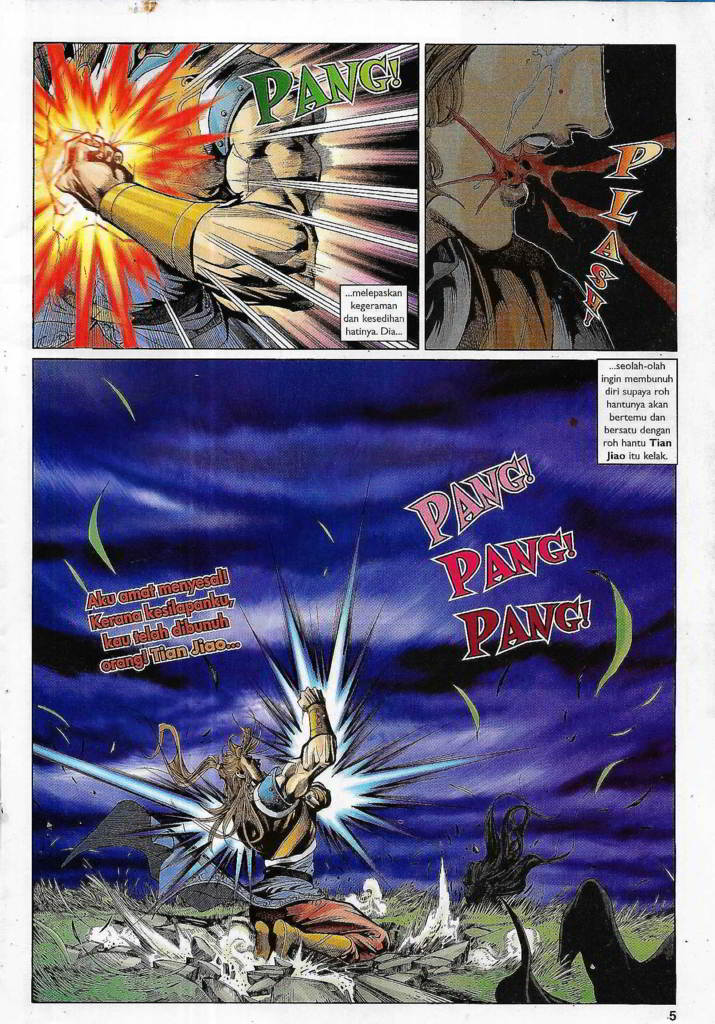 PANG!
...melepaskan
kegeraman
dan kesedihan
hatinya. Dia...
PLASH!
...seolah-olah
ingin membunuh
diri supaya roh
hantunya akan
bertemu dan
bersatu dengan
roh hantu Tian
Jiao itu kelak.
PANG!
PANG!
PANG!
Aku amat menyesal!
Kerana kesilapanku,
kau telah dibunuh
orang! Tian Jiao...
5